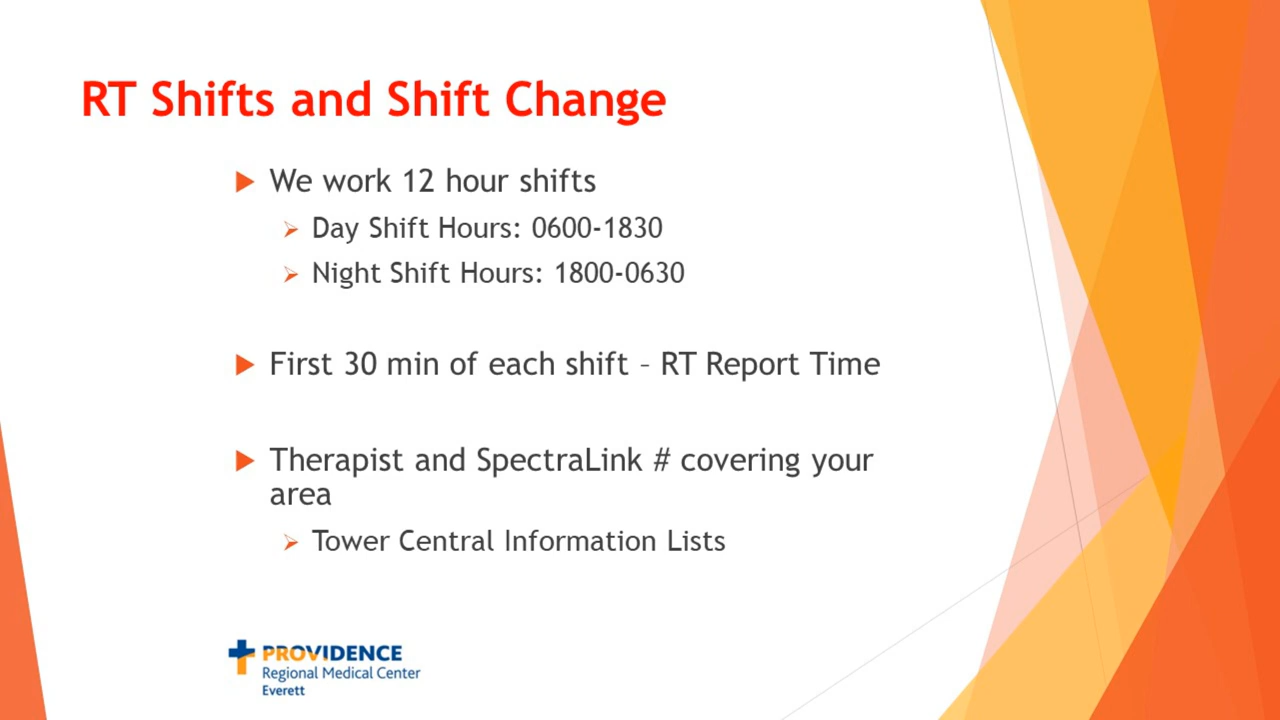 RT Shifts and Shift Change
We work 12 hour shifts
Day Shift Hours: 0600-1830
Night Shift Hours: 1800-0630
First 30 min of each shift – RT Report Time
Therapist and SpectraLink # covering your
area
Tower Central Information Lists
PROVIDENCE
Regional Medical Center
Everett